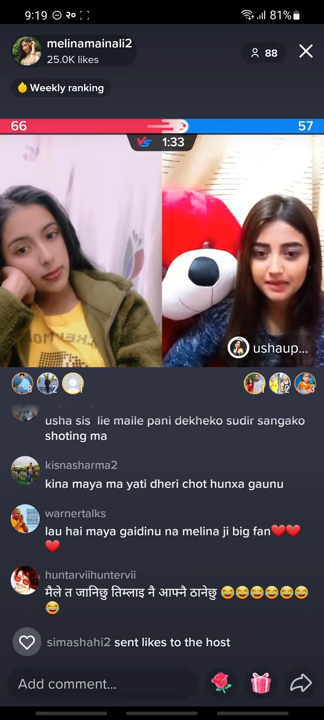 9:19 २०
81%
melinamainali2
25.0K likes
88
Weekly ranking
66
57
VS 1:33
ushaup...
usha sis lie maile pani dekheko sudir sangako
shoting ma
kisnasharma2
kina maya ma yati dheri chot hunxa gaunu
warnertalks
lau hai maya gaidinu na melina ji big fan❤️❤️
❤️
huntarviihuntervii
मैले त जानिछु तिम्लाइ नै आफ्नै ठानेछु 😂😂😂😂😂😂
😂
simashahi2 sent likes to the host
Add comment...